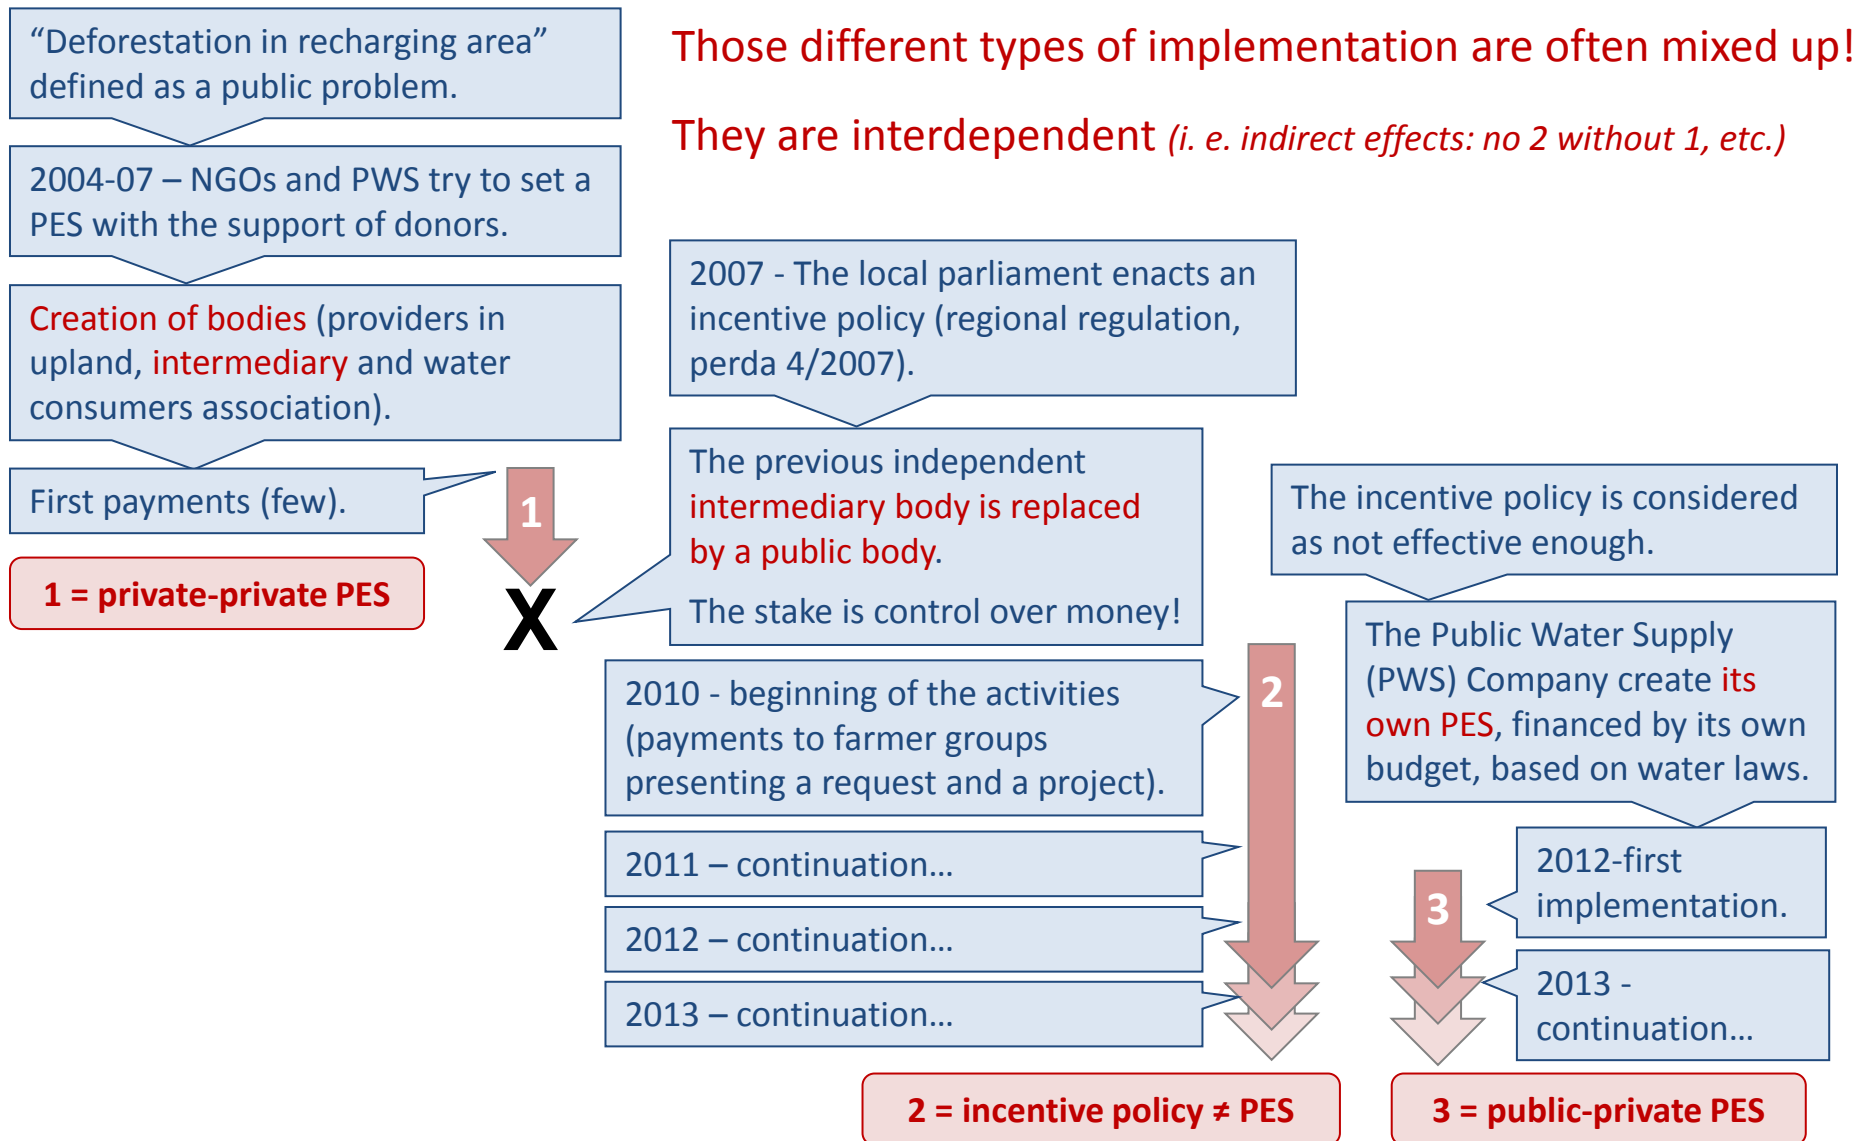 “Deforestation in recharging area”
defined as a public problem.
2004-07 – NGOs and PWS try to set a
PES with the support of donors.
Creation of bodies (providers in
upland, intermediary and water
consumers association).
First payments (few).
1
1 = private-private PES
X
Those different types of implementation are often mixed up!
They are interdependent (i. e. indirect effects: no 2 without 1, etc.)
2007 - The local parliament enacts an
incentive policy (regional regulation,
perda 4/2007).
The previous independent
intermediary body is replaced
by a public body.
The stake is control over money!
2010 - beginning of the activities
(payments to farmer groups
presenting a request and a project).
2011 – continuation…
2012 – continuation…
2013 – continuation…
2
2 = incentive policy ≠ PES
The incentive policy is considered
as not effective enough.
The Public Water Supply
(PWS) Company create its
own PES, financed by its own
budget, based on water laws.
2012-first
implementation.
3
2013 -
continuation…
3 = public-private PES